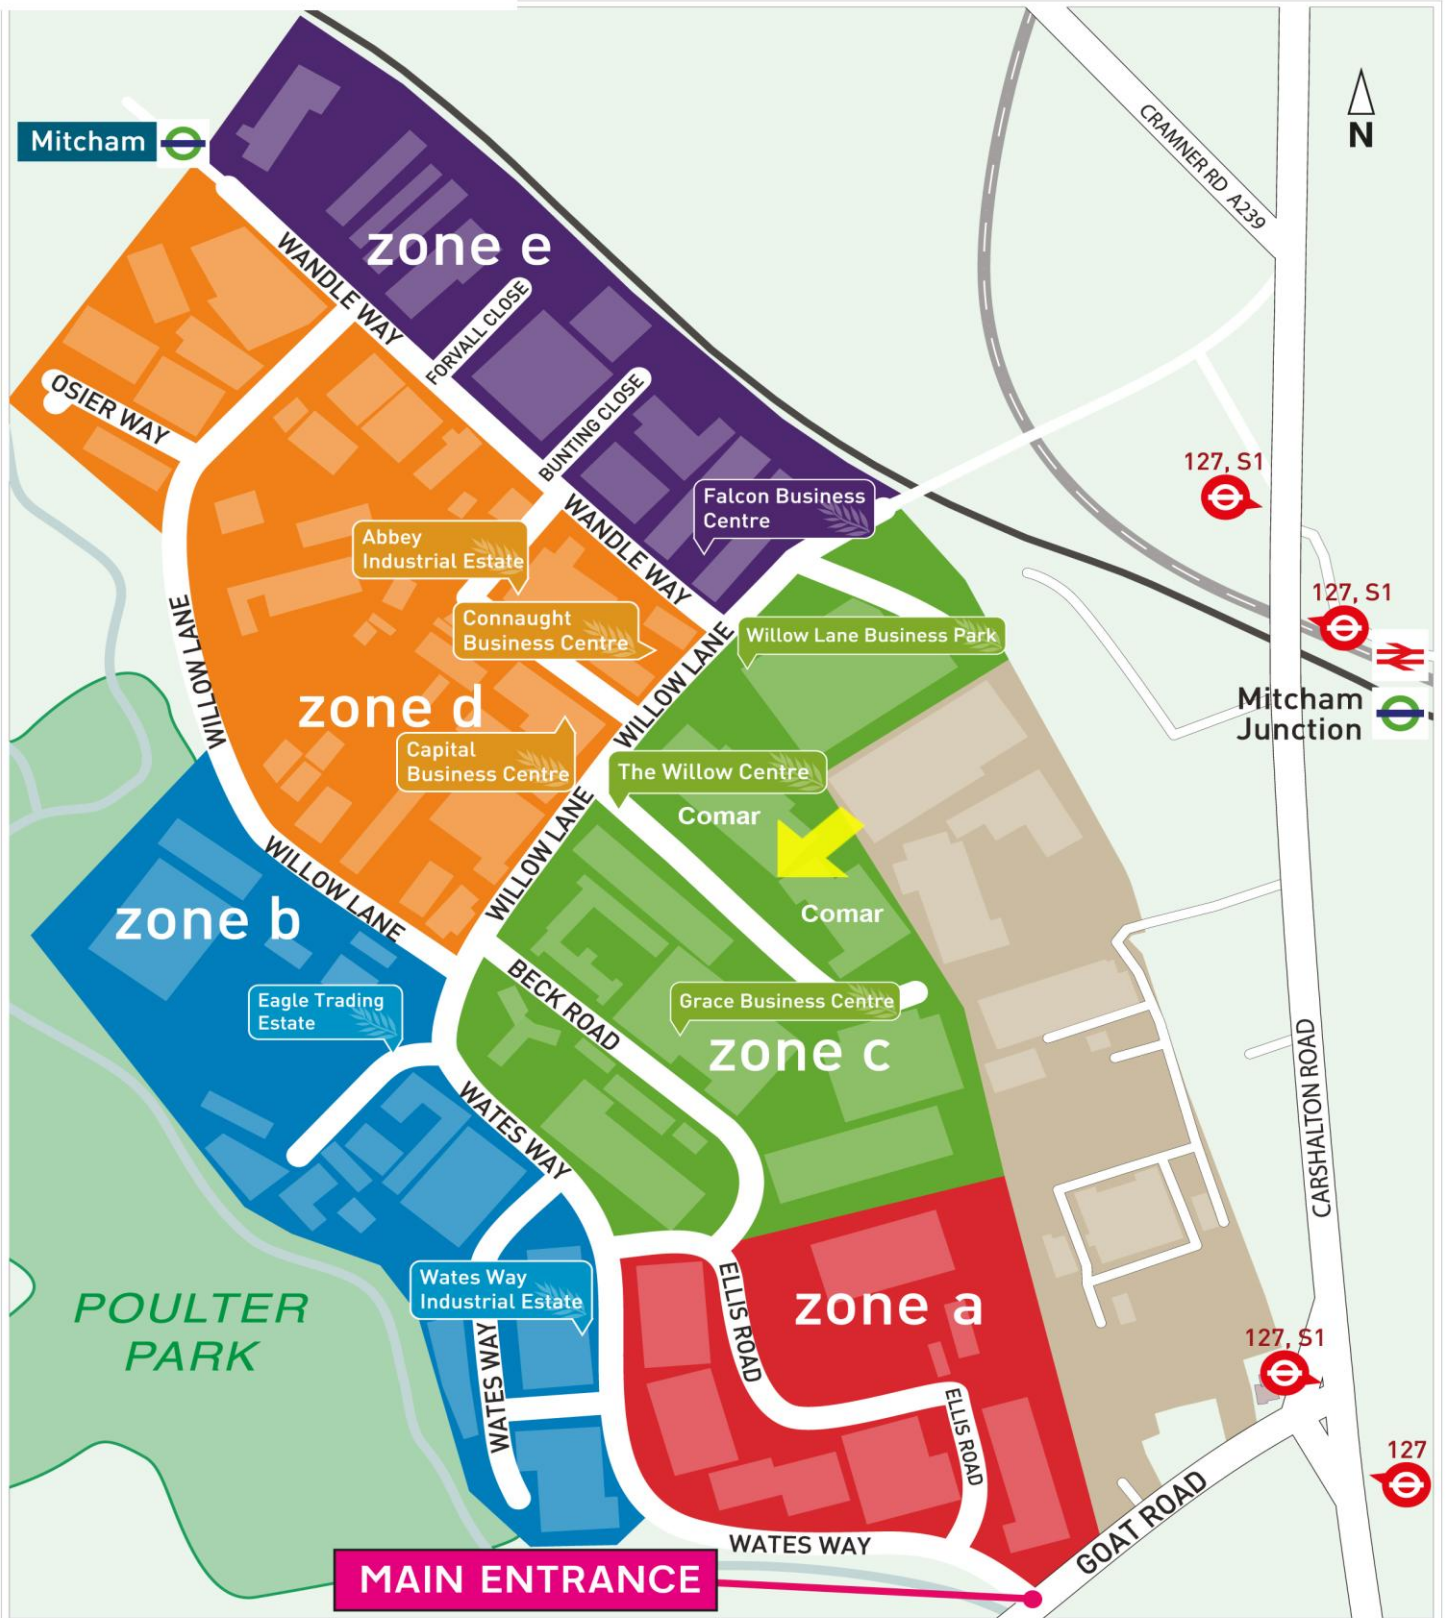 N
CRAMNER RD A239
Mitcham
zone e
WANDLE WAY
FORVALL CLOSE
OSIER WAY
BUNTING CLOSE
127, S1
Falcon Business
Centre
WANDLE WAY
Abbey
Industrial Estate
127, S1
Connaught
Business Centre
WILLOW LANE
WILLOW LANE
Willow Lane Business Park
zone d
Mitcham
Junction
Capital
Business Centre
The Willow Centre
Comar
WILLOW LANE
WILLOW LANE
zone b
Comar
BECK ROAD
Eagle Trading
Estate
Grace Business Centre
zone c
CARSHALTON ROAD
WATES WAY
Wates Way
Industrial Estate
ELLIS ROAD
zone a
POULTER
PARK
127, S1
WATES WAY
ELLIS ROAD
127
GOAT ROAD
WATES WAY
MAIN ENTRANCE